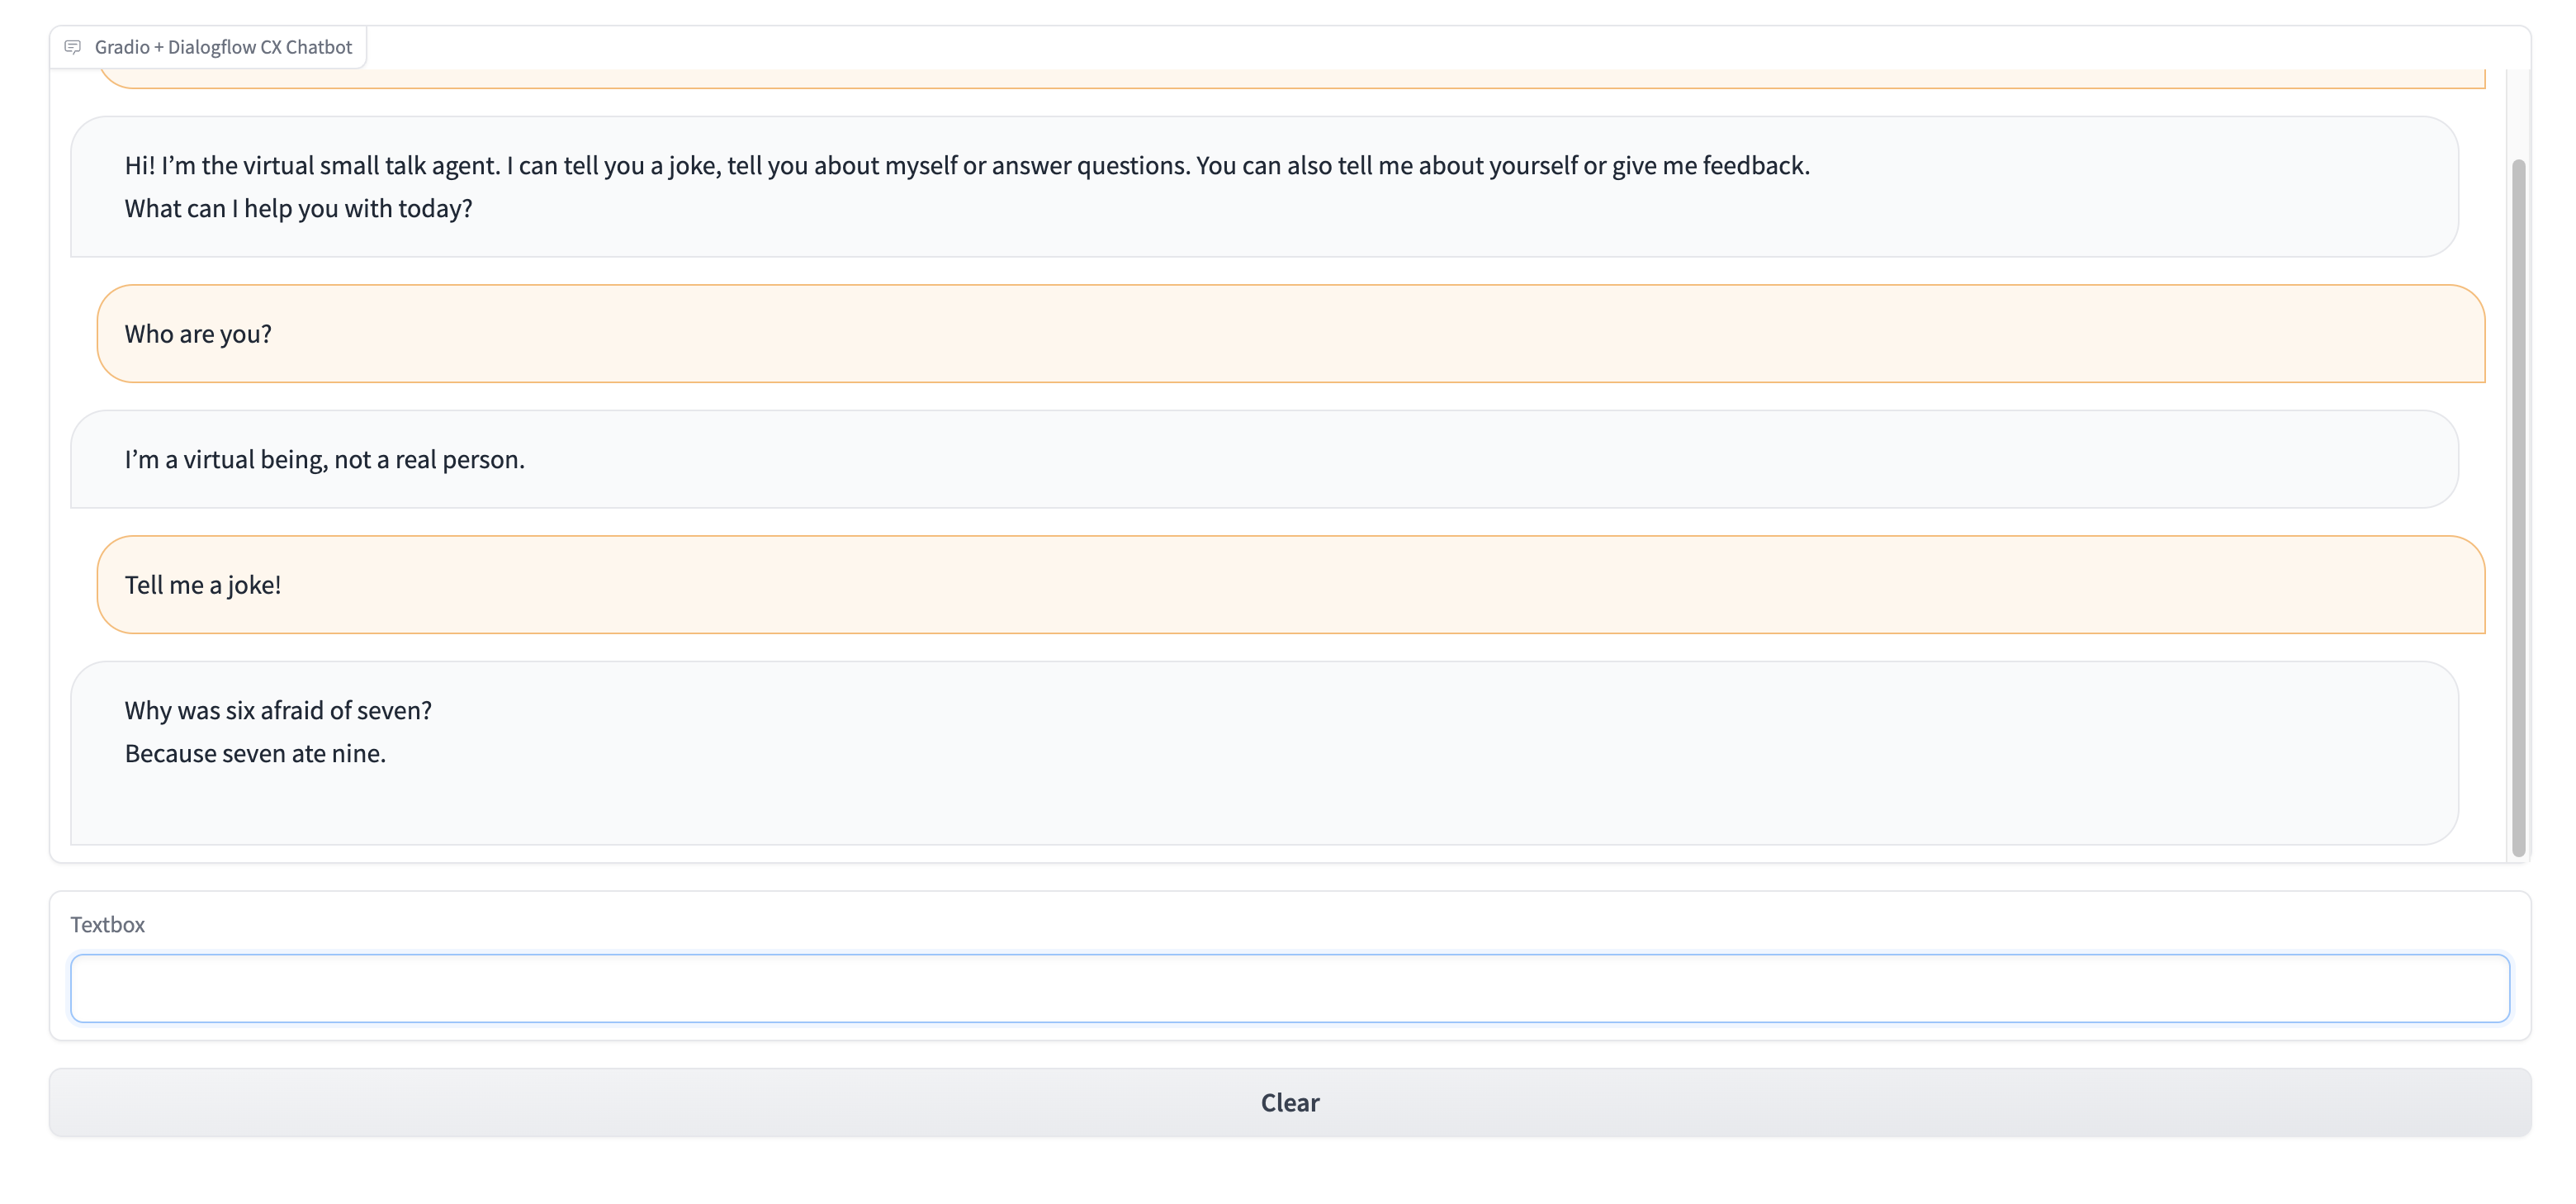 Gradio + Dialogflow CX Chatbot
Hi! I’m the virtual small talk agent. I can tell you a joke, tell you about myself or answer questions. You can also tell me about yourself or give me feedback.
What can I help you with today?
Who are you?
I’m a virtual being, not a real person.
Tell me a joke!
Why was six afraid of seven?
Because seven ate nine.
Textbox
Clear